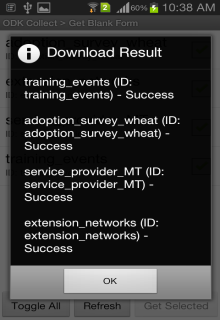 2 60% 10:38 AM
ODK Collect > Get Blank Form
Download Result
training_events (ID:
training_events) - Success
adoption_survey_wheat (ID:
adoption_survey_wheat) -
Success
service_provider_MT (ID:
service_provider_MT) -
Success
extension_networks (ID:
extension_networks) -
Success
OK
Toggle All Refresh Get Selected